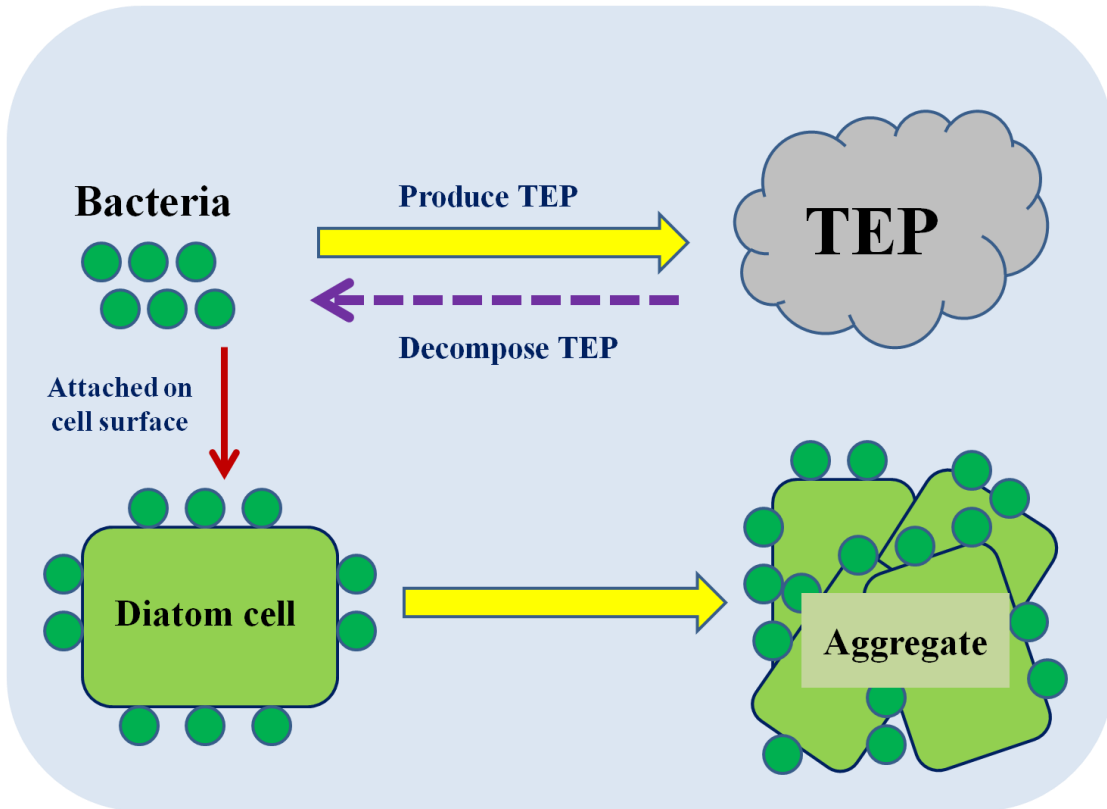 Bacteria
Produce TEP
TEP
Decompose TEP
Attached on
cell surface
Diatom cell
Aggregate